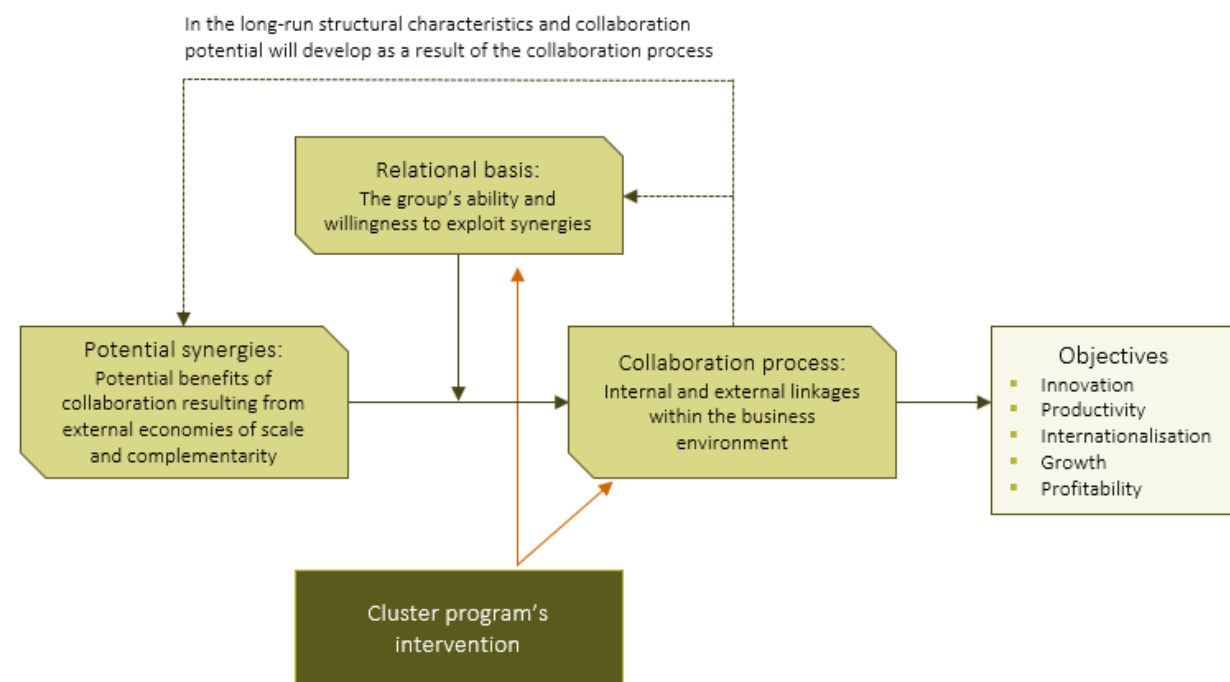 In the long-run structural characteristics and collaboration
potential will develop as a result of the collaboration process
Relational basis:
The group's ability and
willingness to exploit synergies
Potential synergies:
Potential benefits of
collaboration resulting from
external economies of scale
and complementarity
Collaboration process:
Internal and external linkages
within the business
environment
Objectives
Innovation
Productivity
Internationalisation
Growth
Profitability
Cluster program's
intervention